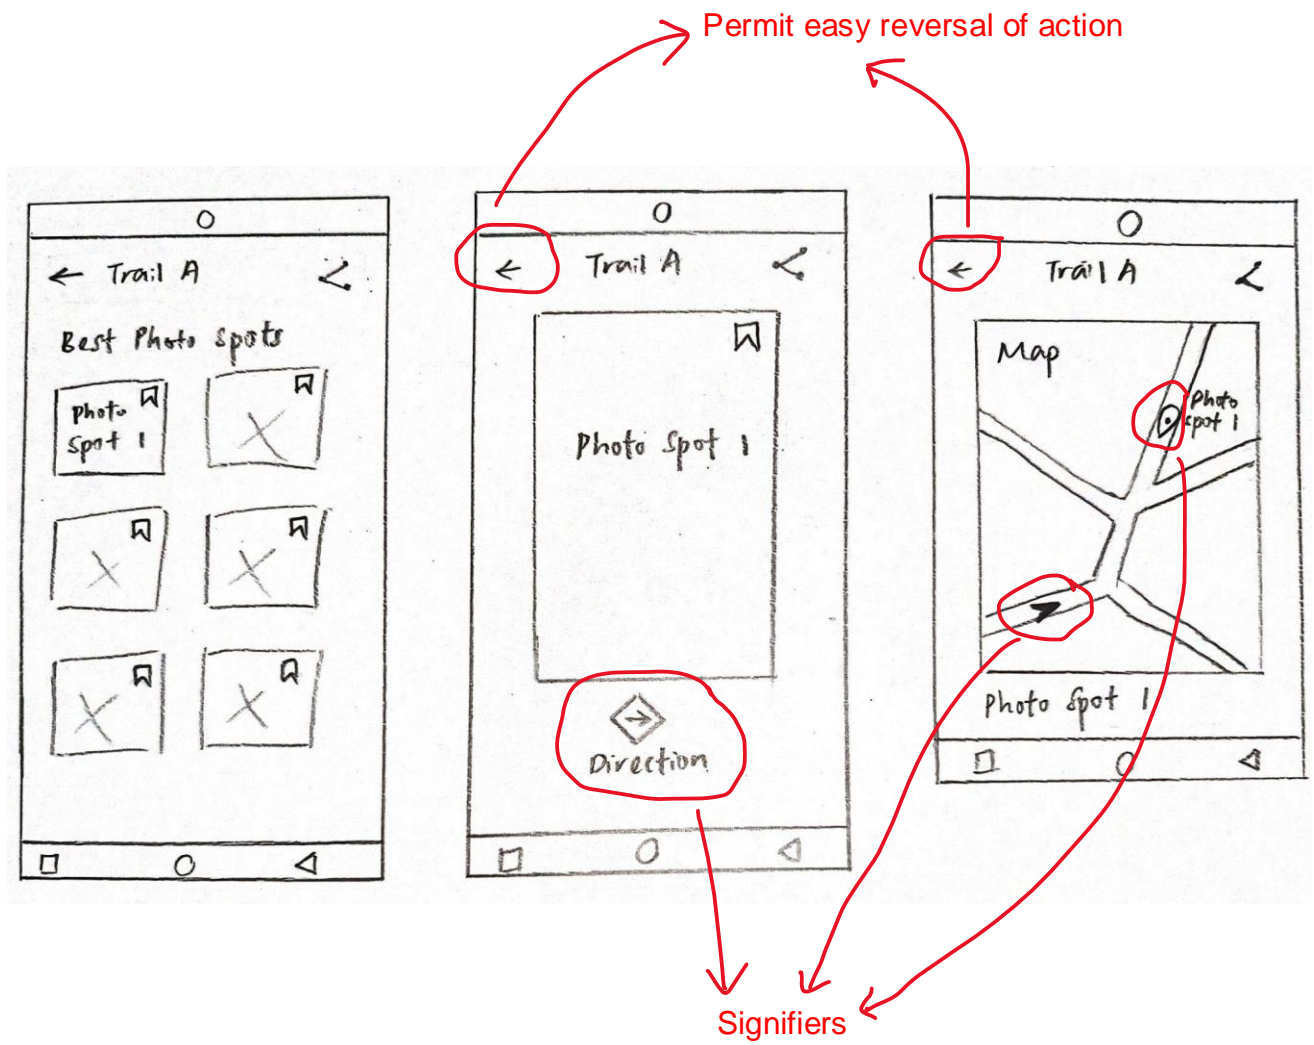 Permit easy reversal of action
Trail A
Best Photo Spots
Photo
Spot 1
Trail A
Photo Spot 1
Direction
Trail A
Map
Photo
Spot 1
Photo Spot 1
Signifiers